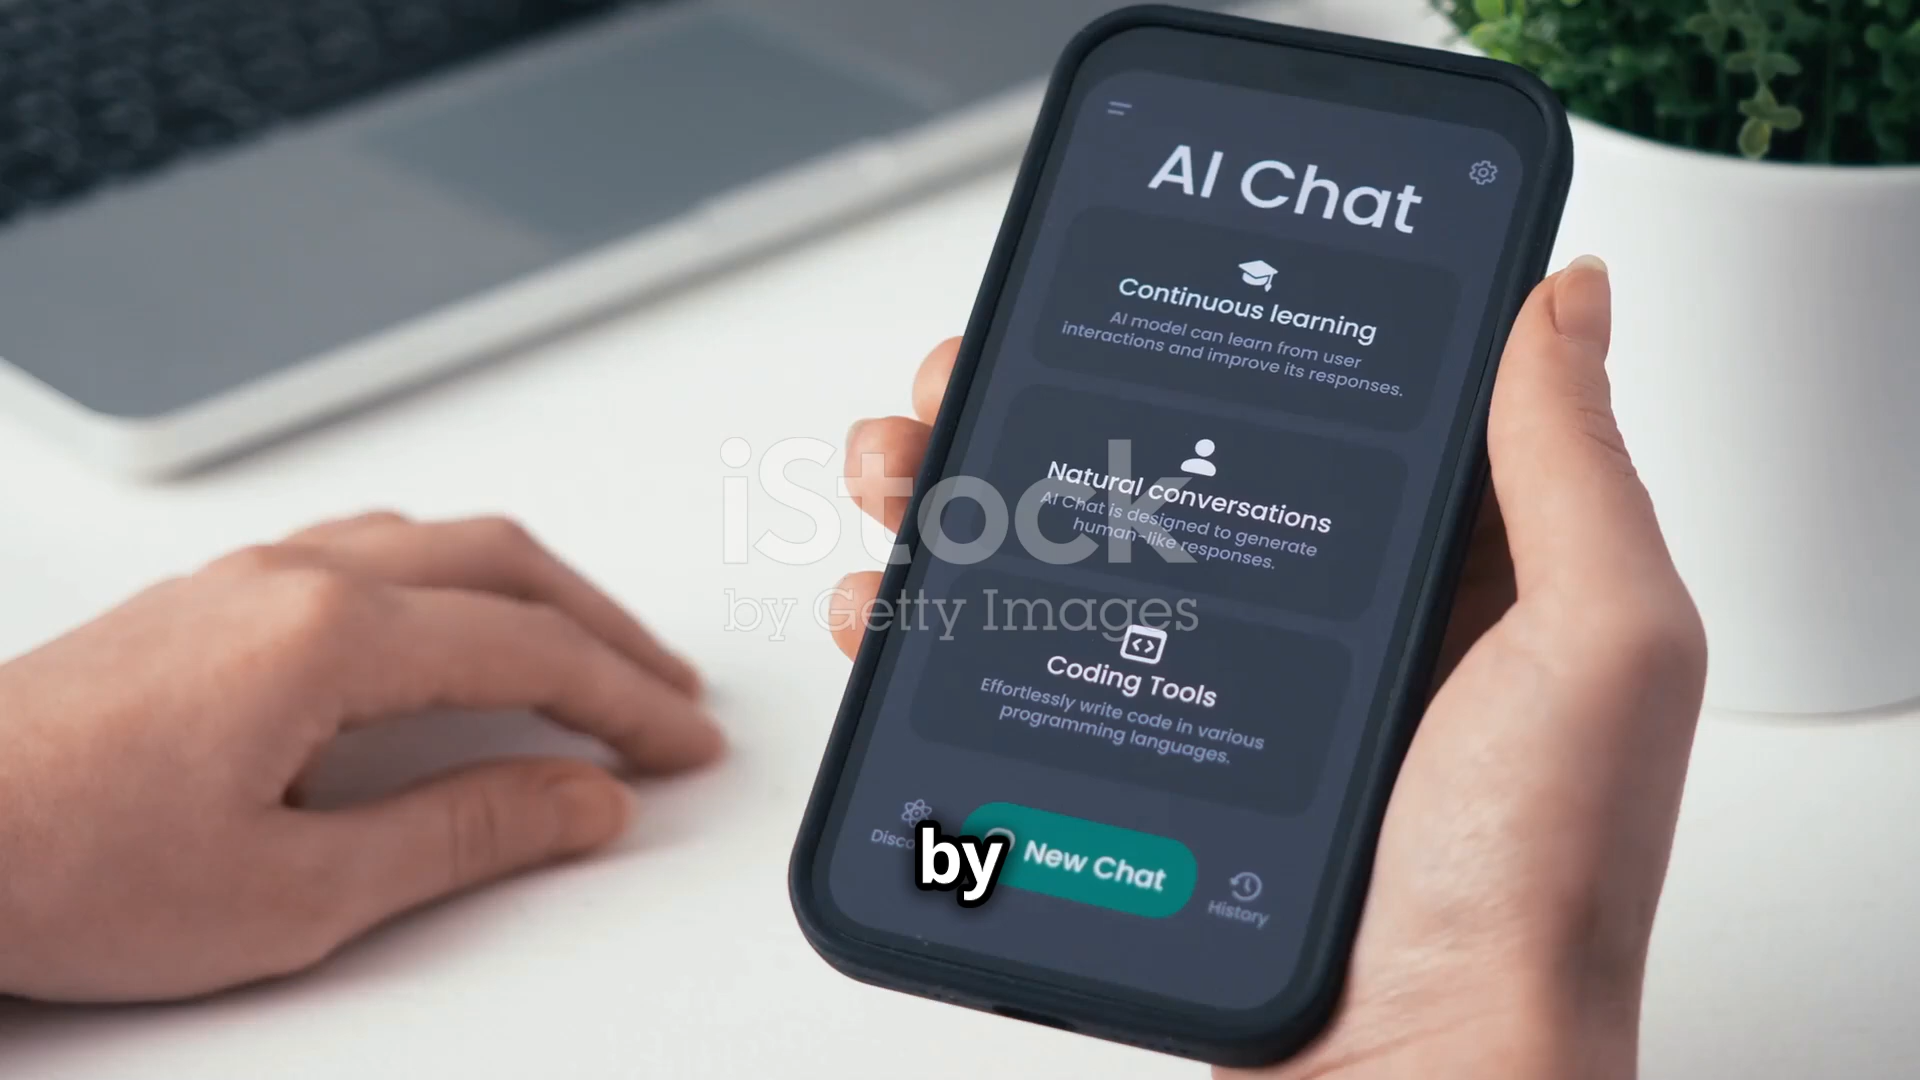 AI Chat
Continuous learning
AI model can learn from user
interactions and improve its responses.
iStock
by Getty Images
Natural conversations
AI Chat is designed to generate
human-like responses.
Coding Tools
Effortlessly write code in various
programming languages.
by
New Chat
History